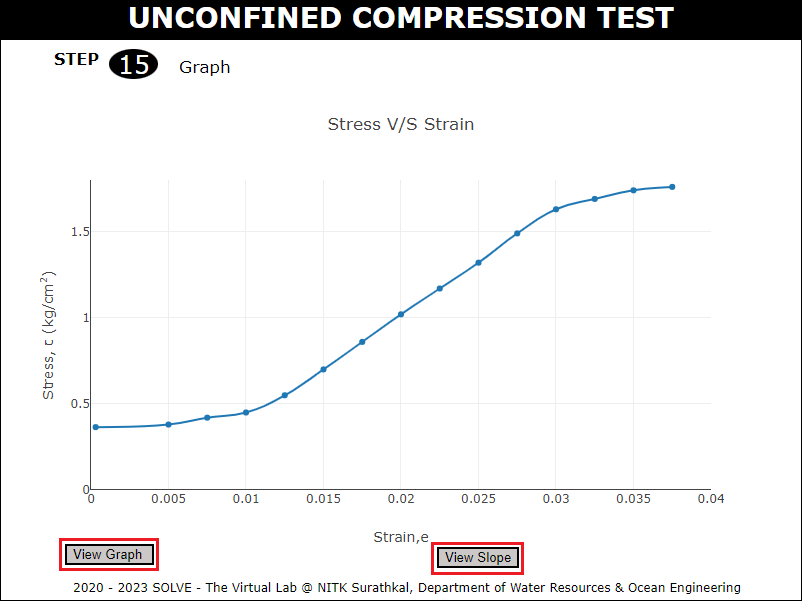 UNCONFINED COMPRESSION TEST
STEP 15 Graph
Stress V/S Strain
1.5
1
0.5
0
Stress, τ (kg/cm²)
0 0.005 0.01 0.015 0.02 0.025 0.03 0.035 0.04
Strain,e
View Graph View Slope
2020 - 2023 SOLVE - The Virtual Lab @ NITK Surathkal, Department of Water Resources & Ocean Engineering